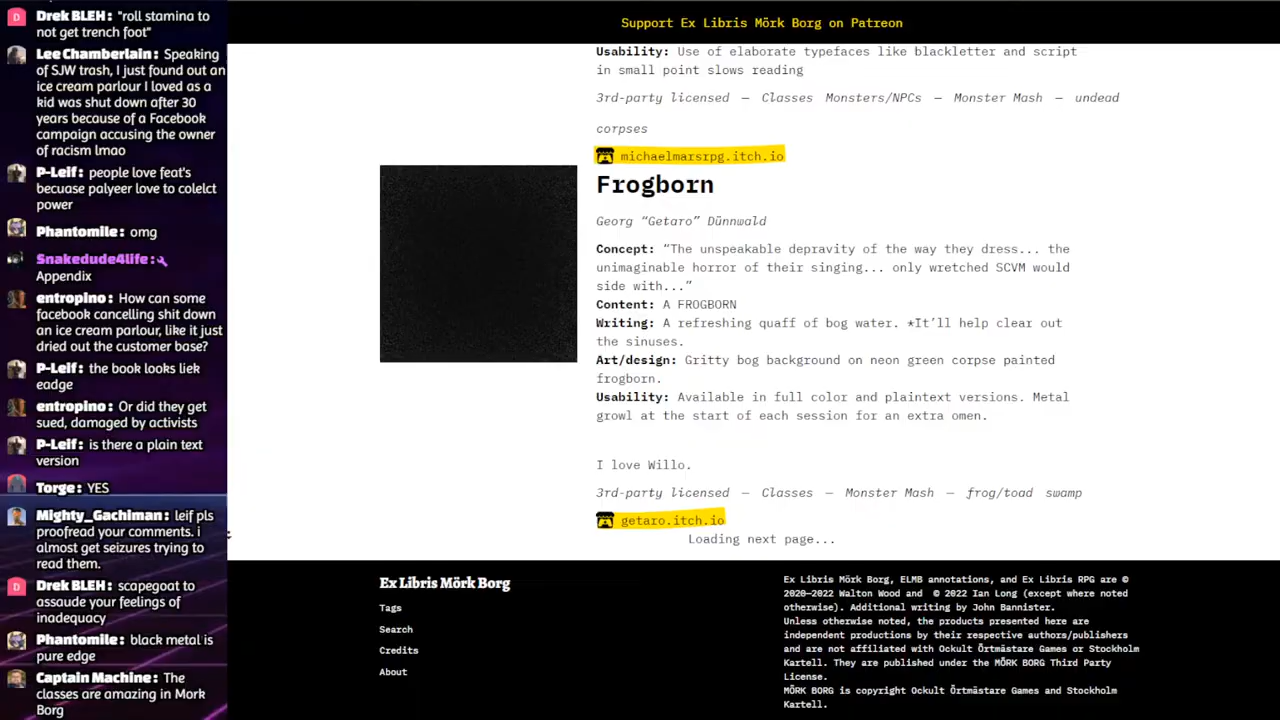 Drek BLEH: "roll stamina to
not get trench foot"
Lee Chamberlain: Speaking
of SJW trash, I just found out an
ice cream parlour I loved as a
kid was shut down after 30
years because of a Facebook
campaign accusing the owner
of racism lmao
P-Leif: people love feat's
becuase palyeer love to colelct
power
Phantomile: omg
Snakedude4life:
Appendix
entropino: How can some
facebook cancelling shit down
an ice cream parlour, like it just
dried out the customer base?
P-Leif: the book looks liek
eadge
entropino: Or did they get
sued, damaged by activists
P-Leif: is there a plain text
version
Torge: YES
Mighty_Gachiman: leif pls
proofread your comments. i
almost get seizures trying to
read them.
Drek BLEH: scapegoat to
assaude your feelings of
inadequacy
Phantomile: black metal is
pure edge
Captain Machine: The
classes are amazing in Mork
Borg
Support Ex Libris Mörk Borg on Patreon
Usability: Use of elaborate typefaces like blackletter and script
in small point slows reading
3rd-party licensed — Classes Monsters/NPCs — Monster Mash — undead
corpses
michaelmarsrpg.itch.io
Frogborn
Georg “Getaro” Dünnwald
Concept: “The unspeakable depravity of the way they dress... the
unimaginable horror of their singing... only wretched SCVM would
side with...”
Content: A FROGBORN
Writing: A refreshing quaff of bog water. *It’ll help clear out
the sinuses.
Art/design: Gritty bog background on neon green corpse painted
frogborn.
Usability: Available in full color and plaintext versions. Metal
growl at the start of each session for an extra omen.
I love Willo.
3rd-party licensed — Classes — Monster Mash — frog/toad swamp
getaro.itch.io
Loading next page...
Ex Libris Mörk Borg
Tags
Search
Credits
About
Ex Libris Mörk Borg, ELMB annotations, and Ex Libris RPG are ©
2020–2022 Walton Wood and © 2022 Ian Long (except where noted
otherwise). Additional writing by John Bannister.
Unless otherwise noted, the products presented here are
independent productions by their respective authors/publishers
and are not affiliated with Ockult Örtmästare Games or Stockholm
Kartell. They are published under the MÖRK BORG Third Party
License.
MÖRK BORG is copyright Ockult Örtmästare Games and Stockholm
Kartell.